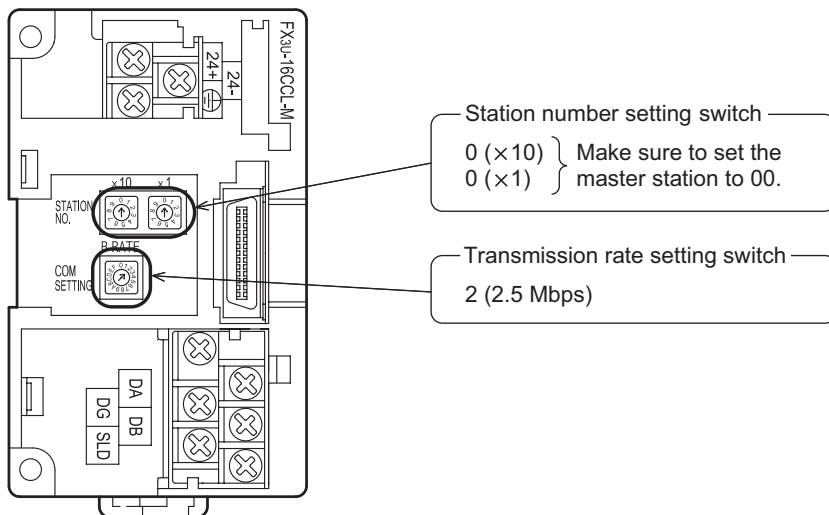 FX3U-16CCL-M
24+
24-
×10 ×1
STATION
NO.
B RATE
COM
SETTING
DA
DG
DB
SLD
Station number setting switch
0 (×10)
0 (×1)
Make sure to set the
master station to 00.
Transmission rate setting switch
2 (2.5 Mbps)